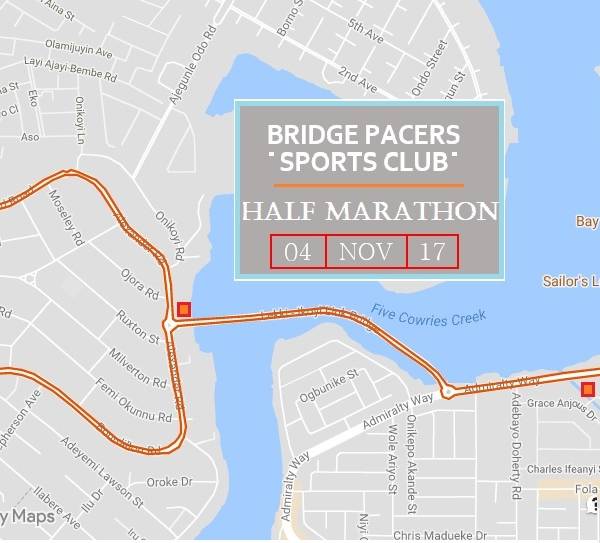 5th Ave
Borno S
Olamijuyin Ave
Layi Ajayi-Bembe Rd
Ajegunle Odo Rd
2nd Ave
Ondo Street
gun St
a St
Eko
Onikoyi Ln
o Cl
Aso
BRIDGE PACERS
"SPORTS CLUB"
HALF MARATHON
04 NOV 17
Moseley Rd
Onikoyi Rd
Bay
Sailor's L
Ojora Rd
Rd
Five Cowries Creek
Ruxton St
Milverton Rd
Femi Okunnu Rd
Ogbunike St
Admiralty Way
Admiralty Way
Grace Anjous Dr
Adebayo Doherty Rd
pherson Ave
Adeyemi Lawson St
Wole Ariyo St
Onikepo Akande St
Admiralty Way
Charles Ifeanyi S
Oroke Dr
Ilabere Ave
Ilu Dr
Fola
y Maps
Iru C
Niyi C
Chris Madueke Dr